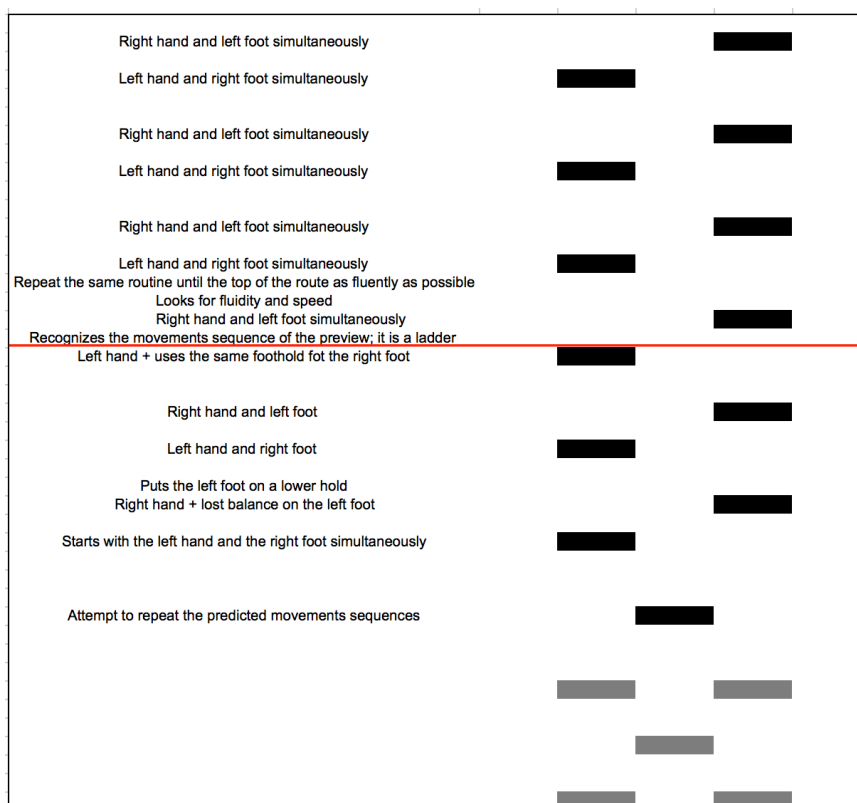 Right hand and left foot simultaneously
Left hand and right foot simultaneously
Right hand and left foot simultaneously
Left hand and right foot simultaneously
Right hand and left foot simultaneously
Left hand and right foot simultaneously
Repeat the same routine until the top of the route as fluently as possible
Looks for fluidity and speed
Right hand and left foot simultaneously
Recognizes the movements sequence of the preview; it is a ladder
Left hand + uses the same foothold fot the right foot
Right hand and left foot
Left hand and right foot
Puts the left foot on a lower hold
Right hand + lost balance on the left foot
Starts with the left hand and the right foot simultaneously
Attempt to repeat the predicted movements sequences